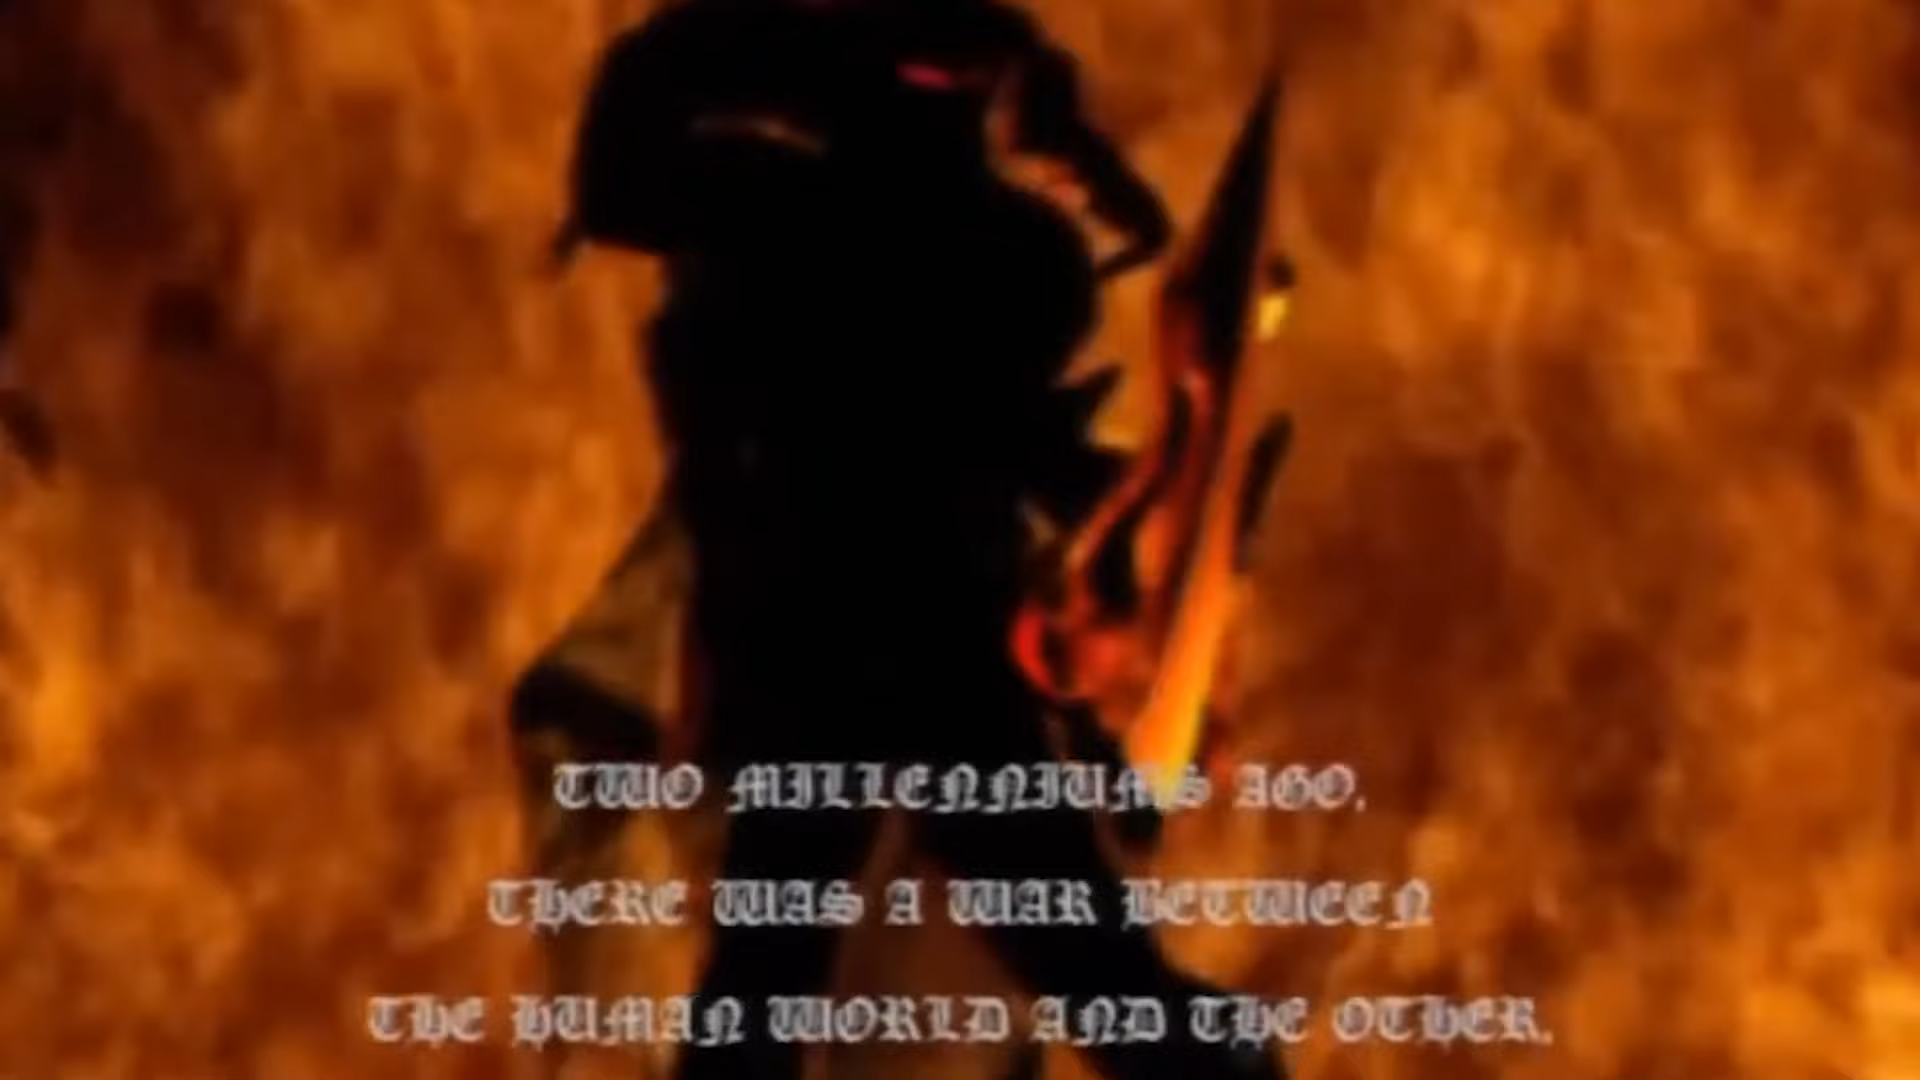 TWO MILLENNIUMS AGO,
THERE WAS A WAR BETWEEN
THE HUMAN WORLD AND THE OTHER.